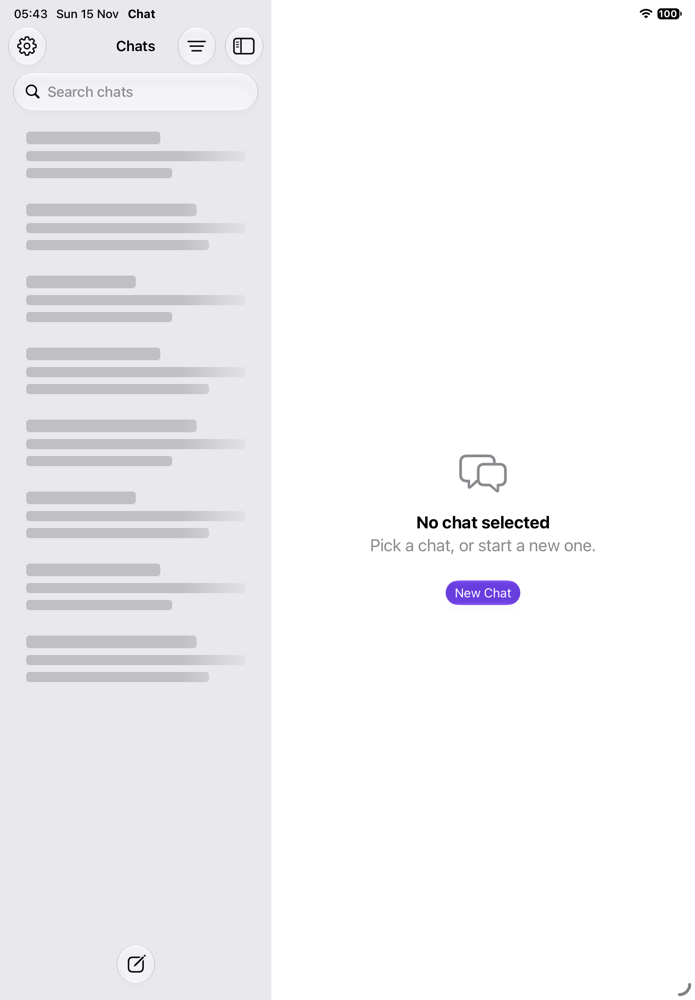 05:43 Sun 15 Nov Chat
100
Chats
Search chats
No chat selected
Pick a chat, or start a new one.
New Chat